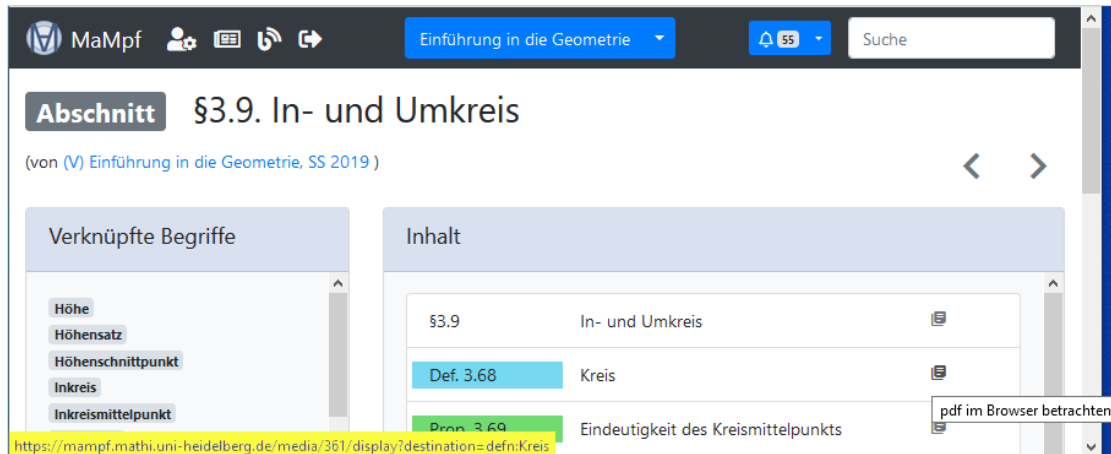 MaMpf
Einführung in die Geometrie
55
Suche
Abschnitt §3.9. In- und Umkreis
(von (V) Einführung in die Geometrie, SS 2019 )
Verknüpfte Begriffe
Höhe
Höhensatz
Höhenschnittpunkt
Inkreis
Inkreismittelpunkt
Inhalt
§3.9 In- und Umkreis
Def. 3.68 Kreis
pdf im Browser betrachten
Prop. 3.69 Eindeutigkeit des Kreismittelpunkts
https://mampf.mathi.uni-heidelberg.de/media/361/display?destination=defn:Kreis